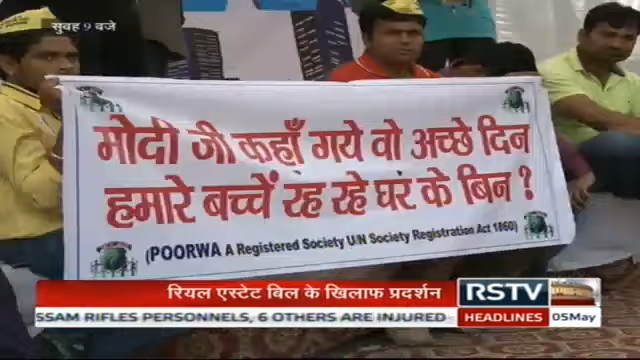 सुबह 9 बजे
मोदी जी कहाँ गये वो अच्छे दिन
हमारे बच्चें रह रहे घर के बिन ?
(POORWA A Registered Society U/N Society Registration Act 1860)
रियल एस्टेट बिल के खिलाफ प्रदर्शन
RSTV
SSAM RIFLES PERSONNELS, 6 OTHERS ARE INJURED
HEADLINES
05May